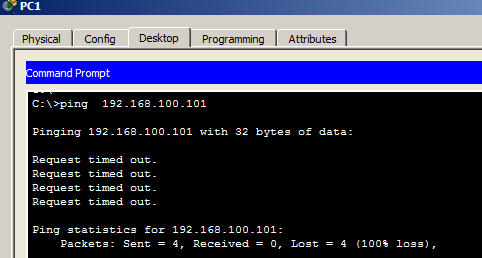 PC1
Physical Config Desktop Programming Attributes
Command Prompt
C:\>ping  192.168.100.101
Pinging 192.168.100.101 with 32 bytes of data:
Request timed out.
Request timed out.
Request timed out.
Request timed out.
Ping statistics for 192.168.100.101:
Packets: Sent = 4, Received = 0, Lost = 4 (100% loss),